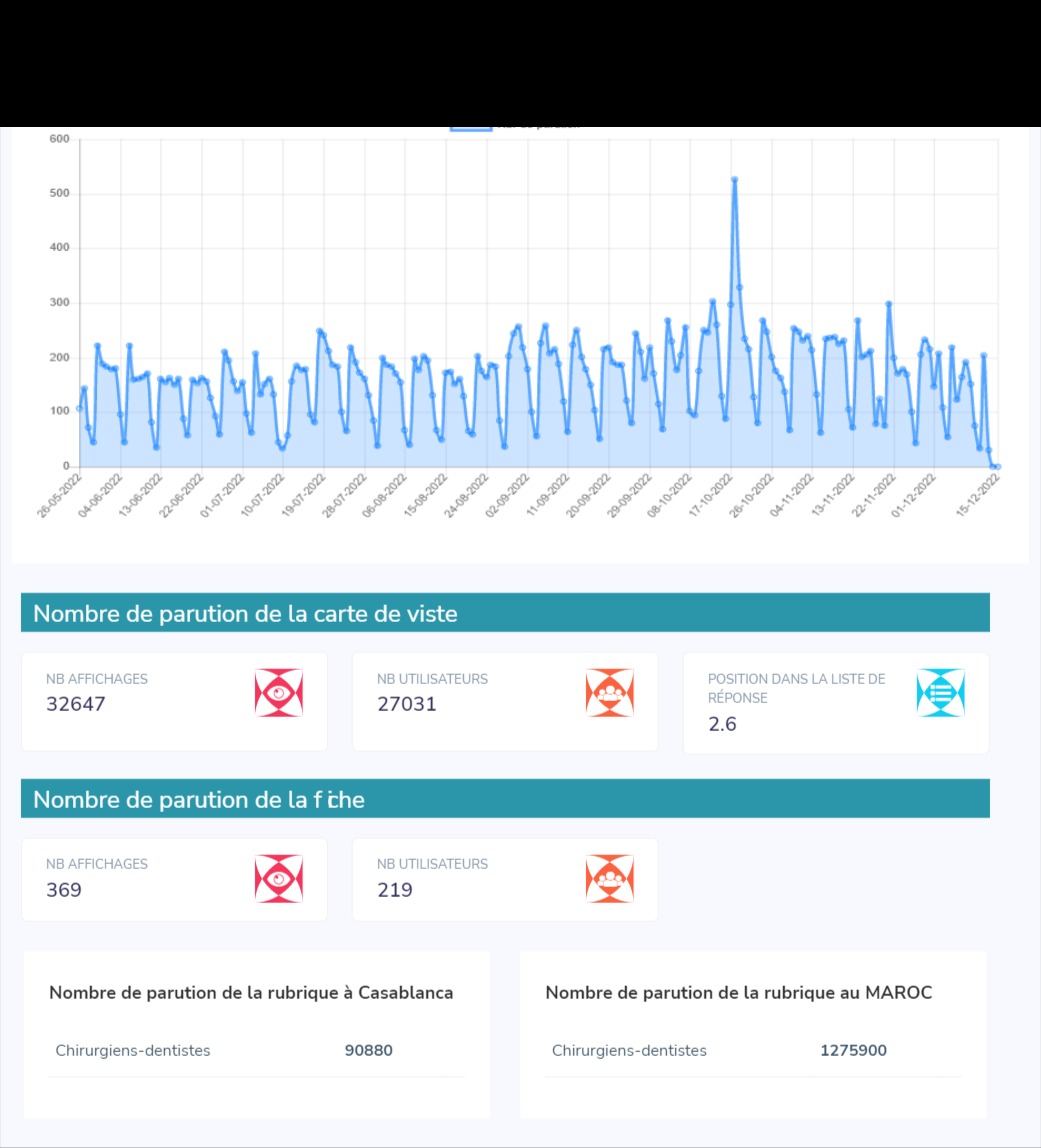 600
500
400
300
200
100
0
26-05-2022
04-06-2022
13-06-2022
22-06-2022
01-07-2022
10-07-2022
19-07-2022
28-07-2022
06-08-2022
15-08-2022
24-08-2022
02-09-2022
11-09-2022
20-09-2022
29-09-2022
08-10-2022
17-10-2022
26-10-2022
04-11-2022
13-11-2022
22-11-2022
01-12-2022
15-12-2022
Nombre de parution de la carte de viste
NB AFFICHAGES
32647
NB UTILISATEURS
27031
POSITION DANS LA LISTE DE
RÉPONSE
2.6
Nombre de parution de la fiche
NB AFFICHAGES
369
NB UTILISATEURS
219
Nombre de parution de la rubrique à Casablanca
Chirurgiens-dentistes 90880
Nombre de parution de la rubrique au MAROC
Chirurgiens-dentistes 1275900